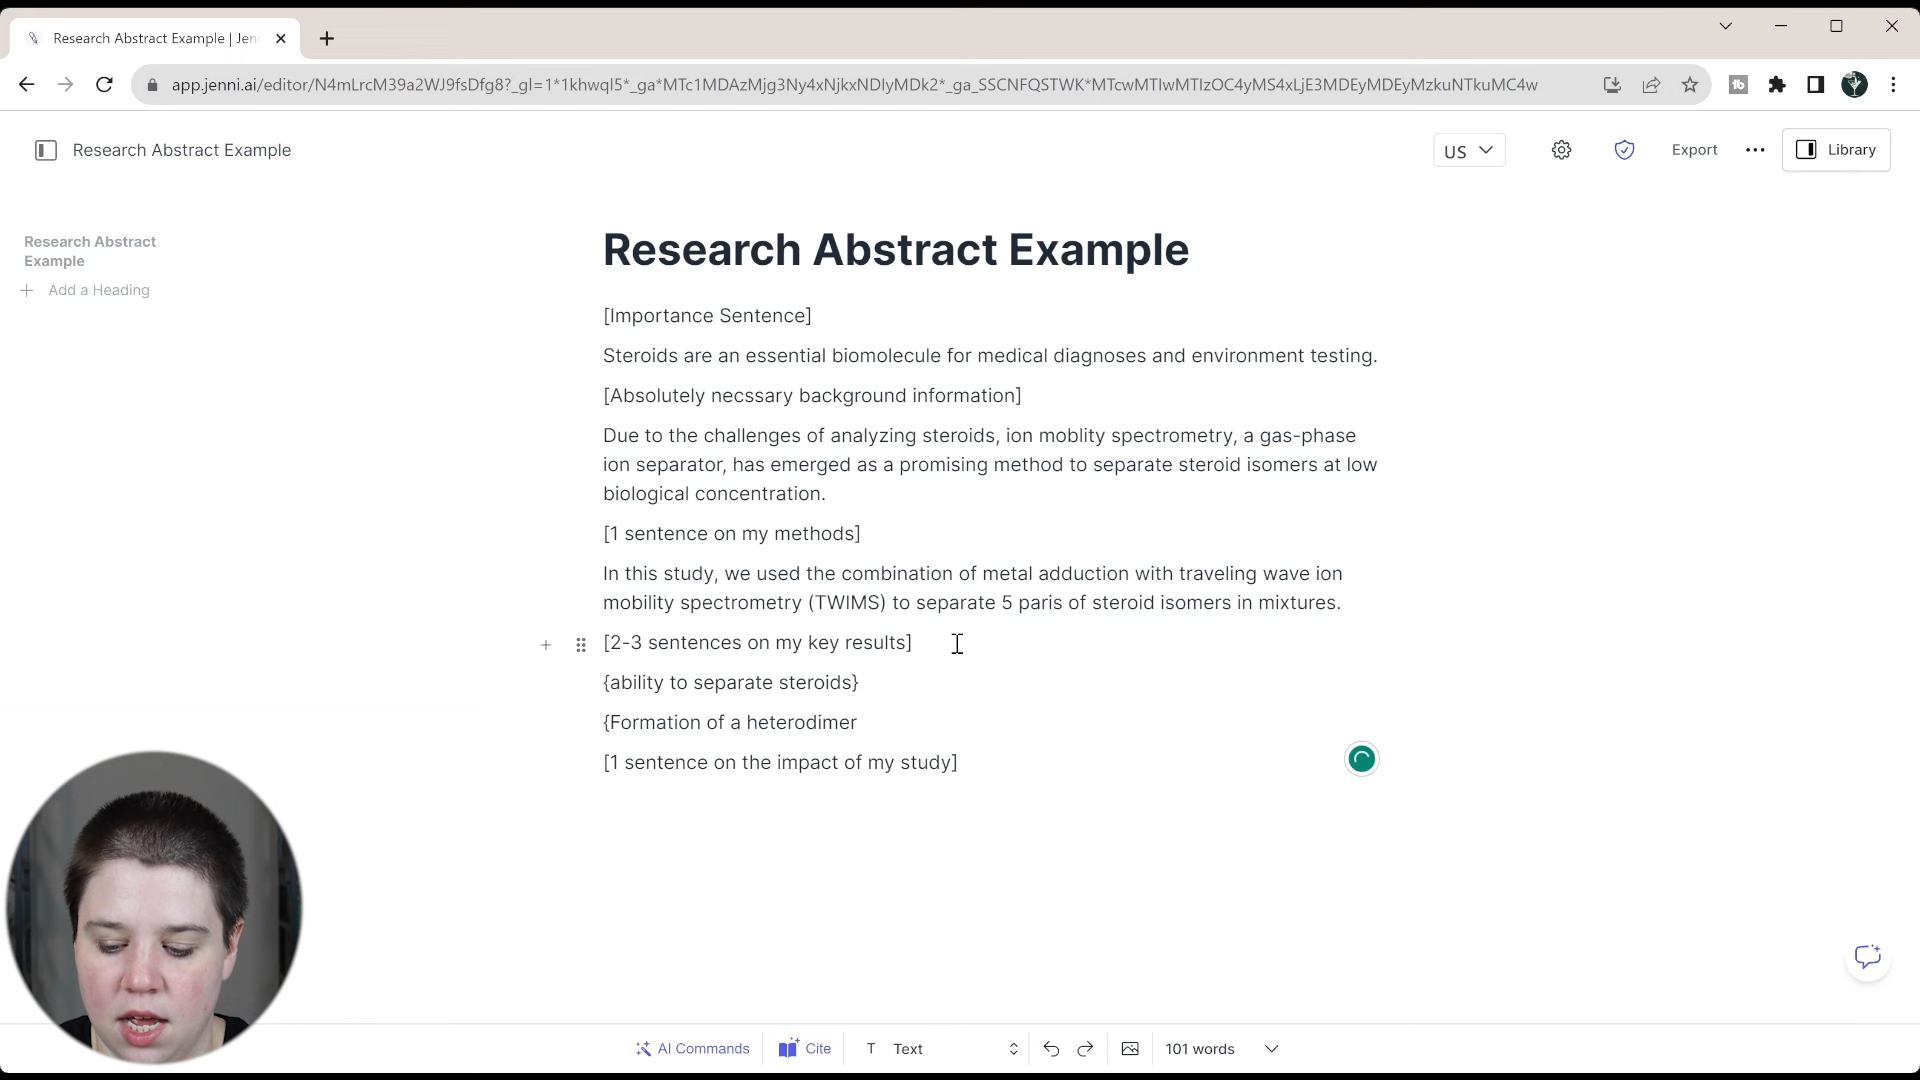 Research Abstract Example | Jen
app.jenni.ai/editor/N4mLrcM39a2WJ9fsDfg8?_gl=1*1khwql5*_ga*MTc1MDAzMjg3Ny4xNjkxNDIyMDk2*_ga_SSCNFQSTWK*MTcwMTIwMTIzOC4yMS4xLjE3MDEyMDEyMzkuNTkuMC4w
Research Abstract Example
US
Export
Library
Research Abstract
Example
Add a Heading
Research Abstract Example
[Importance Sentence]
Steroids are an essential biomolecule for medical diagnoses and environment testing.
[Absolutely necssary background information]
Due to the challenges of analyzing steroids, ion moblity spectrometry, a gas-phase
ion separator, has emerged as a promising method to separate steroid isomers at low
biological concentration.
[1 sentence on my methods]
In this study, we used the combination of metal adduction with traveling wave ion
mobility spectrometry (TWIMS) to separate 5 paris of steroid isomers in mixtures.
[2-3 sentences on my key results]
{ability to separate steroids}
{Formation of a heterodimer
[1 sentence on the impact of my study]
AI Commands
Cite
T Text
101 words